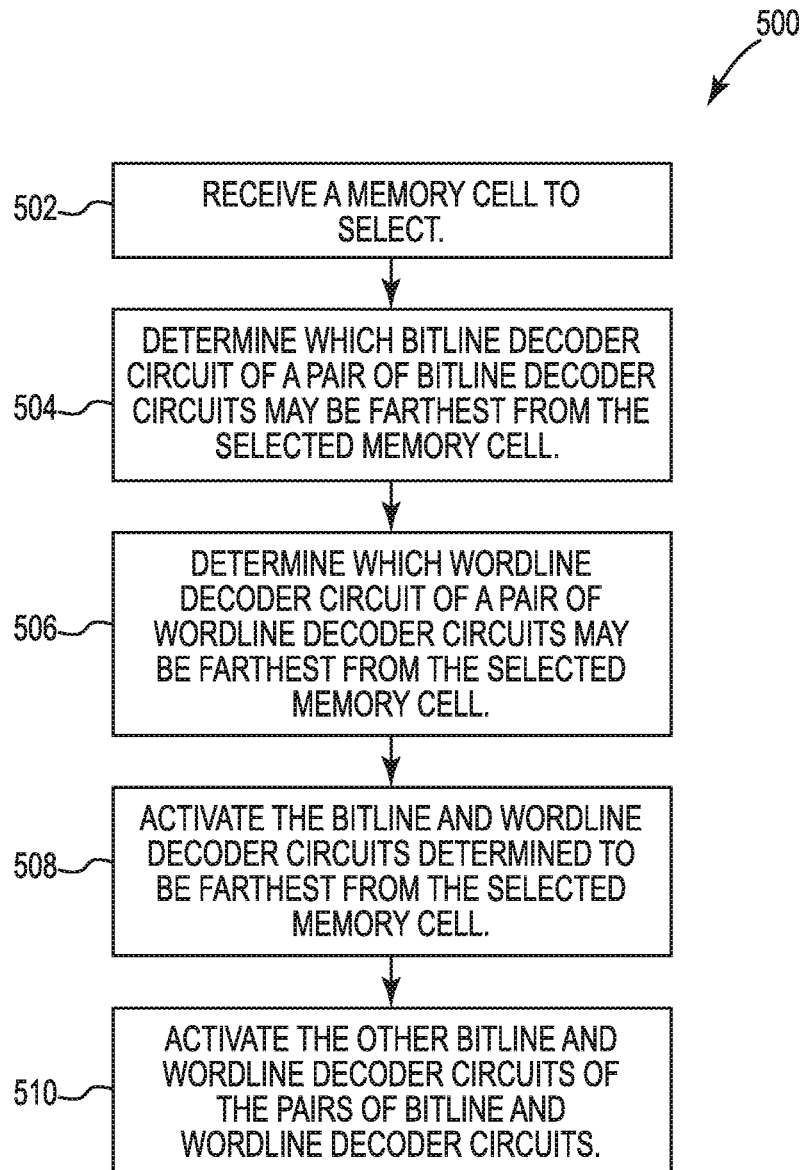 500
502
RECEIVE A MEMORY CELL TO
SELECT.
504
DETERMINE WHICH BITLINE DECODER
CIRCUIT OF A PAIR OF BITLINE DECODER
CIRCUITS MAY BE FARTHEST FROM THE
SELECTED MEMORY CELL.
506
DETERMINE WHICH WORDLINE
DECODER CIRCUIT OF A PAIR OF
WORDLINE DECODER CIRCUITS MAY
BE FARTHEST FROM THE SELECTED
MEMORY CELL.
508
ACTIVATE THE BITLINE AND WORDLINE
DECODER CIRCUITS DETERMINED TO
BE FARTHEST FROM THE SELECTED
MEMORY CELL.
510
ACTIVATE THE OTHER BITLINE AND
WORDLINE DECODER CIRCUITS OF
THE PAIRS OF BITLINE AND
WORDLINE DECODER CIRCUITS.